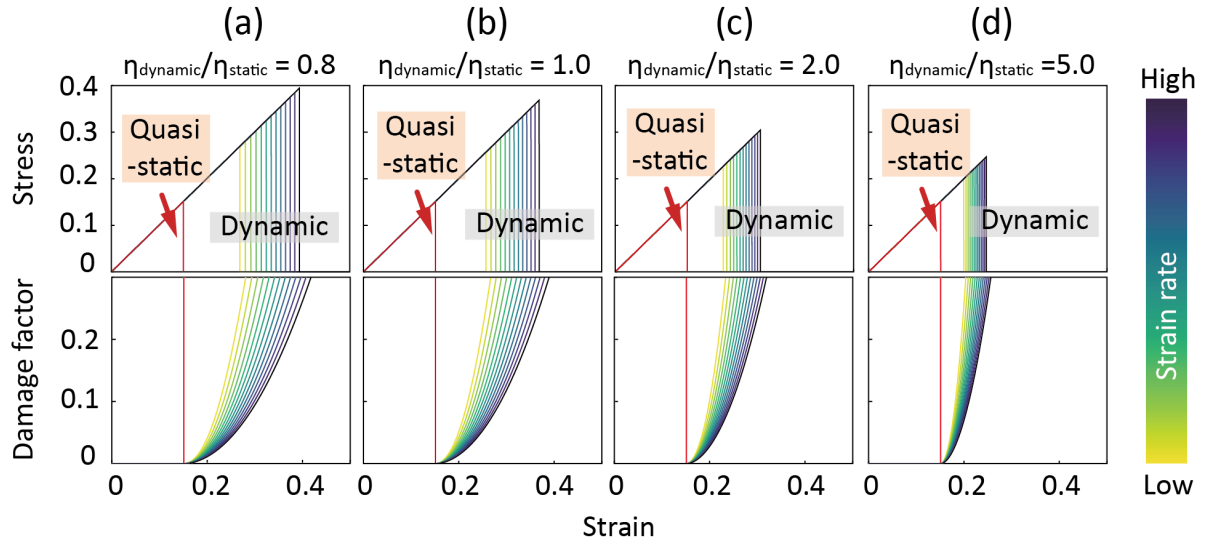 (a)
(b)
(c)
(d)
ηdynamic/ηstatic = 0.8
ηdynamic/ηstatic = 1.0
ηdynamic/ηstatic = 2.0
ηdynamic/ηstatic =5.0
High
Stress
0.4
0.3
0.2
0.1
0
Quasi
-static
Dynamic
Quasi
-static
Dynamic
Quasi
-static
Dynamic
Quasi
-static
Dynamic
Strain rate
Damage factor
0.2
0.1
0
0
0.2
0.4
0
0.2
0.4
0
0.2
0.4
0
0.2
0.4
Low
Strain